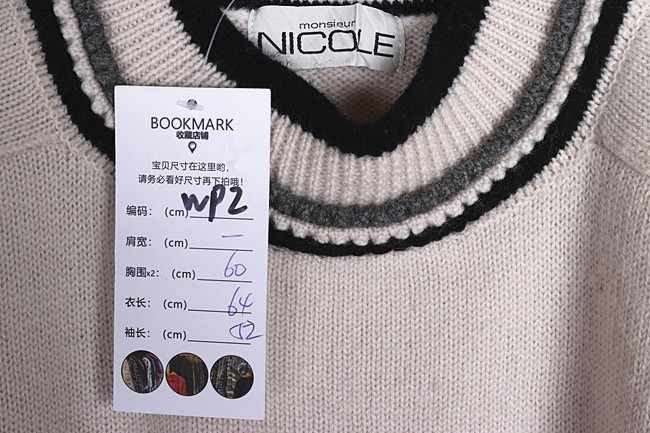 monsieur
NICOLE
BOOKMARK
收藏店铺
宝贝尺寸在这里哟，
请务必看好尺寸再下拍哦！
编码： (cm) wp2
肩宽： (cm) —
胸围x2： (cm) 60
衣长： (cm) 64
袖长： (cm) 52